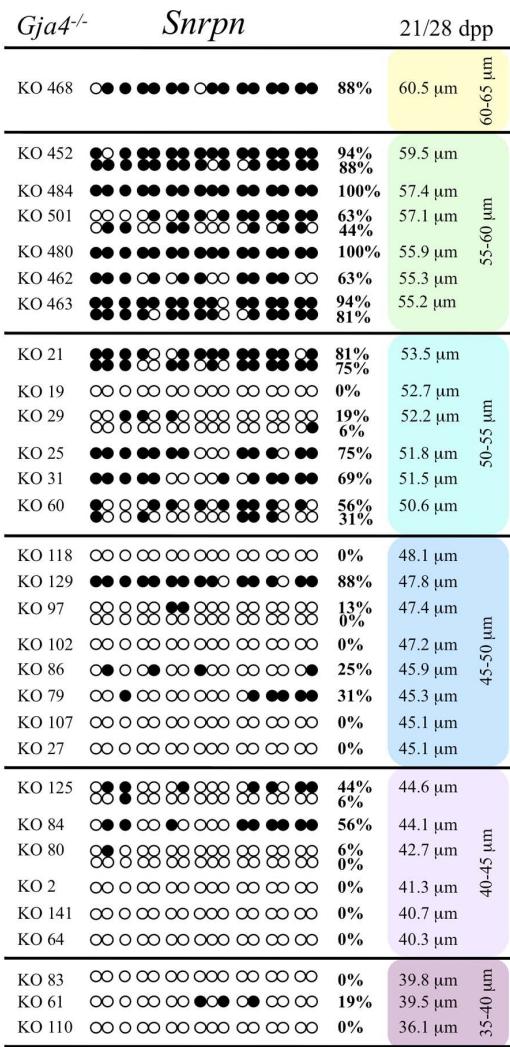 Gja4-/- Snrpn 21/28 dpp
KO 468 88% 60.5 µm
60-65 µm
KO 452 94% 59.5 µm
88%
KO 484 100% 57.4 µm
KO 501 63% 57.1 µm
44%
KO 480 100% 55.9 µm
KO 462 63% 55.3 µm
KO 463 94% 55.2 µm
81%
55-60 µm
KO 21 81% 53.5 µm
75%
KO 19 0% 52.7 µm
KO 29 19% 52.2 µm
6%
KO 25 75% 51.8 µm
KO 31 69% 51.5 µm
KO 60 56% 50.6 µm
31%
50-55 µm
KO 118 0% 48.1 µm
KO 129 88% 47.8 µm
KO 97 13% 47.4 µm
0%
KO 102 0% 47.2 µm
KO 86 25% 45.9 µm
KO 79 31% 45.3 µm
KO 107 0% 45.1 µm
KO 27 0% 45.1 µm
45-50 µm
KO 125 44% 44.6 µm
6%
KO 84 56% 44.1 µm
KO 80 6% 42.7 µm
0%
KO 2 0% 41.3 µm
KO 141 0% 40.7 µm
KO 64 0% 40.3 µm
40-45 µm
KO 83 0% 39.8 µm
KO 61 19% 39.5 µm
KO 110 0% 36.1 µm
35-40 µm